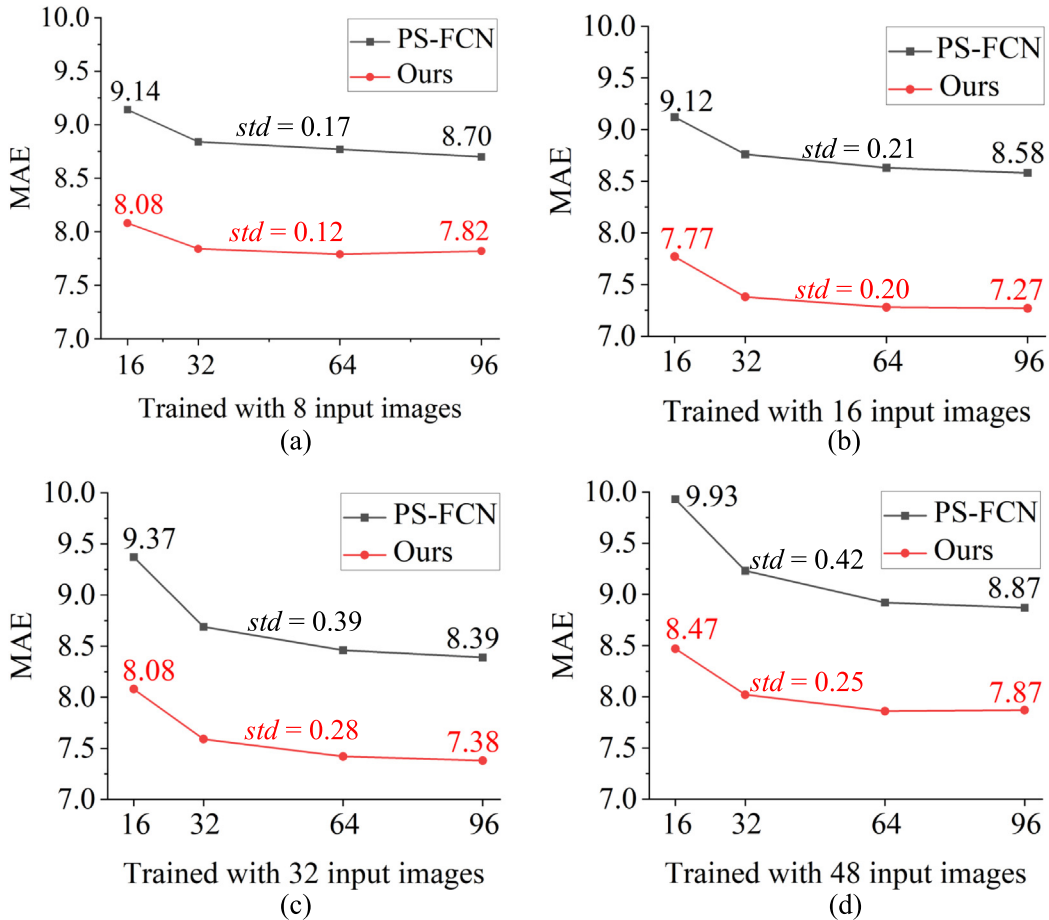 10.0
9.5
9.0
8.5
8.0
7.5
7.0
MAE
PS-FCN
Ours
9.14
std = 0.17
8.70
8.08
std = 0.12
7.82
16 32 64 96
Trained with 8 input images
(a)
10.0
9.5
9.0
8.5
8.0
7.5
7.0
MAE
PS-FCN
Ours
9.12
std = 0.21
8.58
7.77
std = 0.20
7.27
16 32 64 96
Trained with 16 input images
(b)
10.0
9.5
9.0
8.5
8.0
7.5
7.0
MAE
PS-FCN
Ours
9.37
std = 0.39
8.39
8.08
std = 0.28
7.38
16 32 64 96
Trained with 32 input images
(c)
10.0
9.5
9.0
8.5
8.0
7.5
7.0
MAE
PS-FCN
Ours
9.93
std = 0.42
8.87
8.47
std = 0.25
7.87
16 32 64 96
Trained with 48 input images
(d)